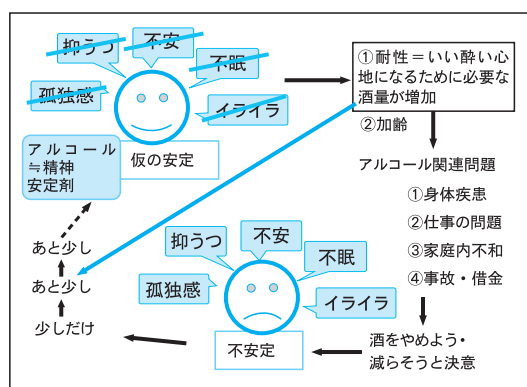 抑うつ
不安
不眠
孤独感
イライラ
仮の安定
アルコール
≒精神
安定剤
①耐性＝いい酔い心
地になるために必要な
酒量が増加
②加齢
アルコール関連問題
①身体疾患
②仕事の問題
③家庭内不和
④事故・借金
酒をやめよう・
減らそうと決意
抑うつ
不安
不眠
孤独感
イライラ
不安定
少しだけ
あと少し
あと少し